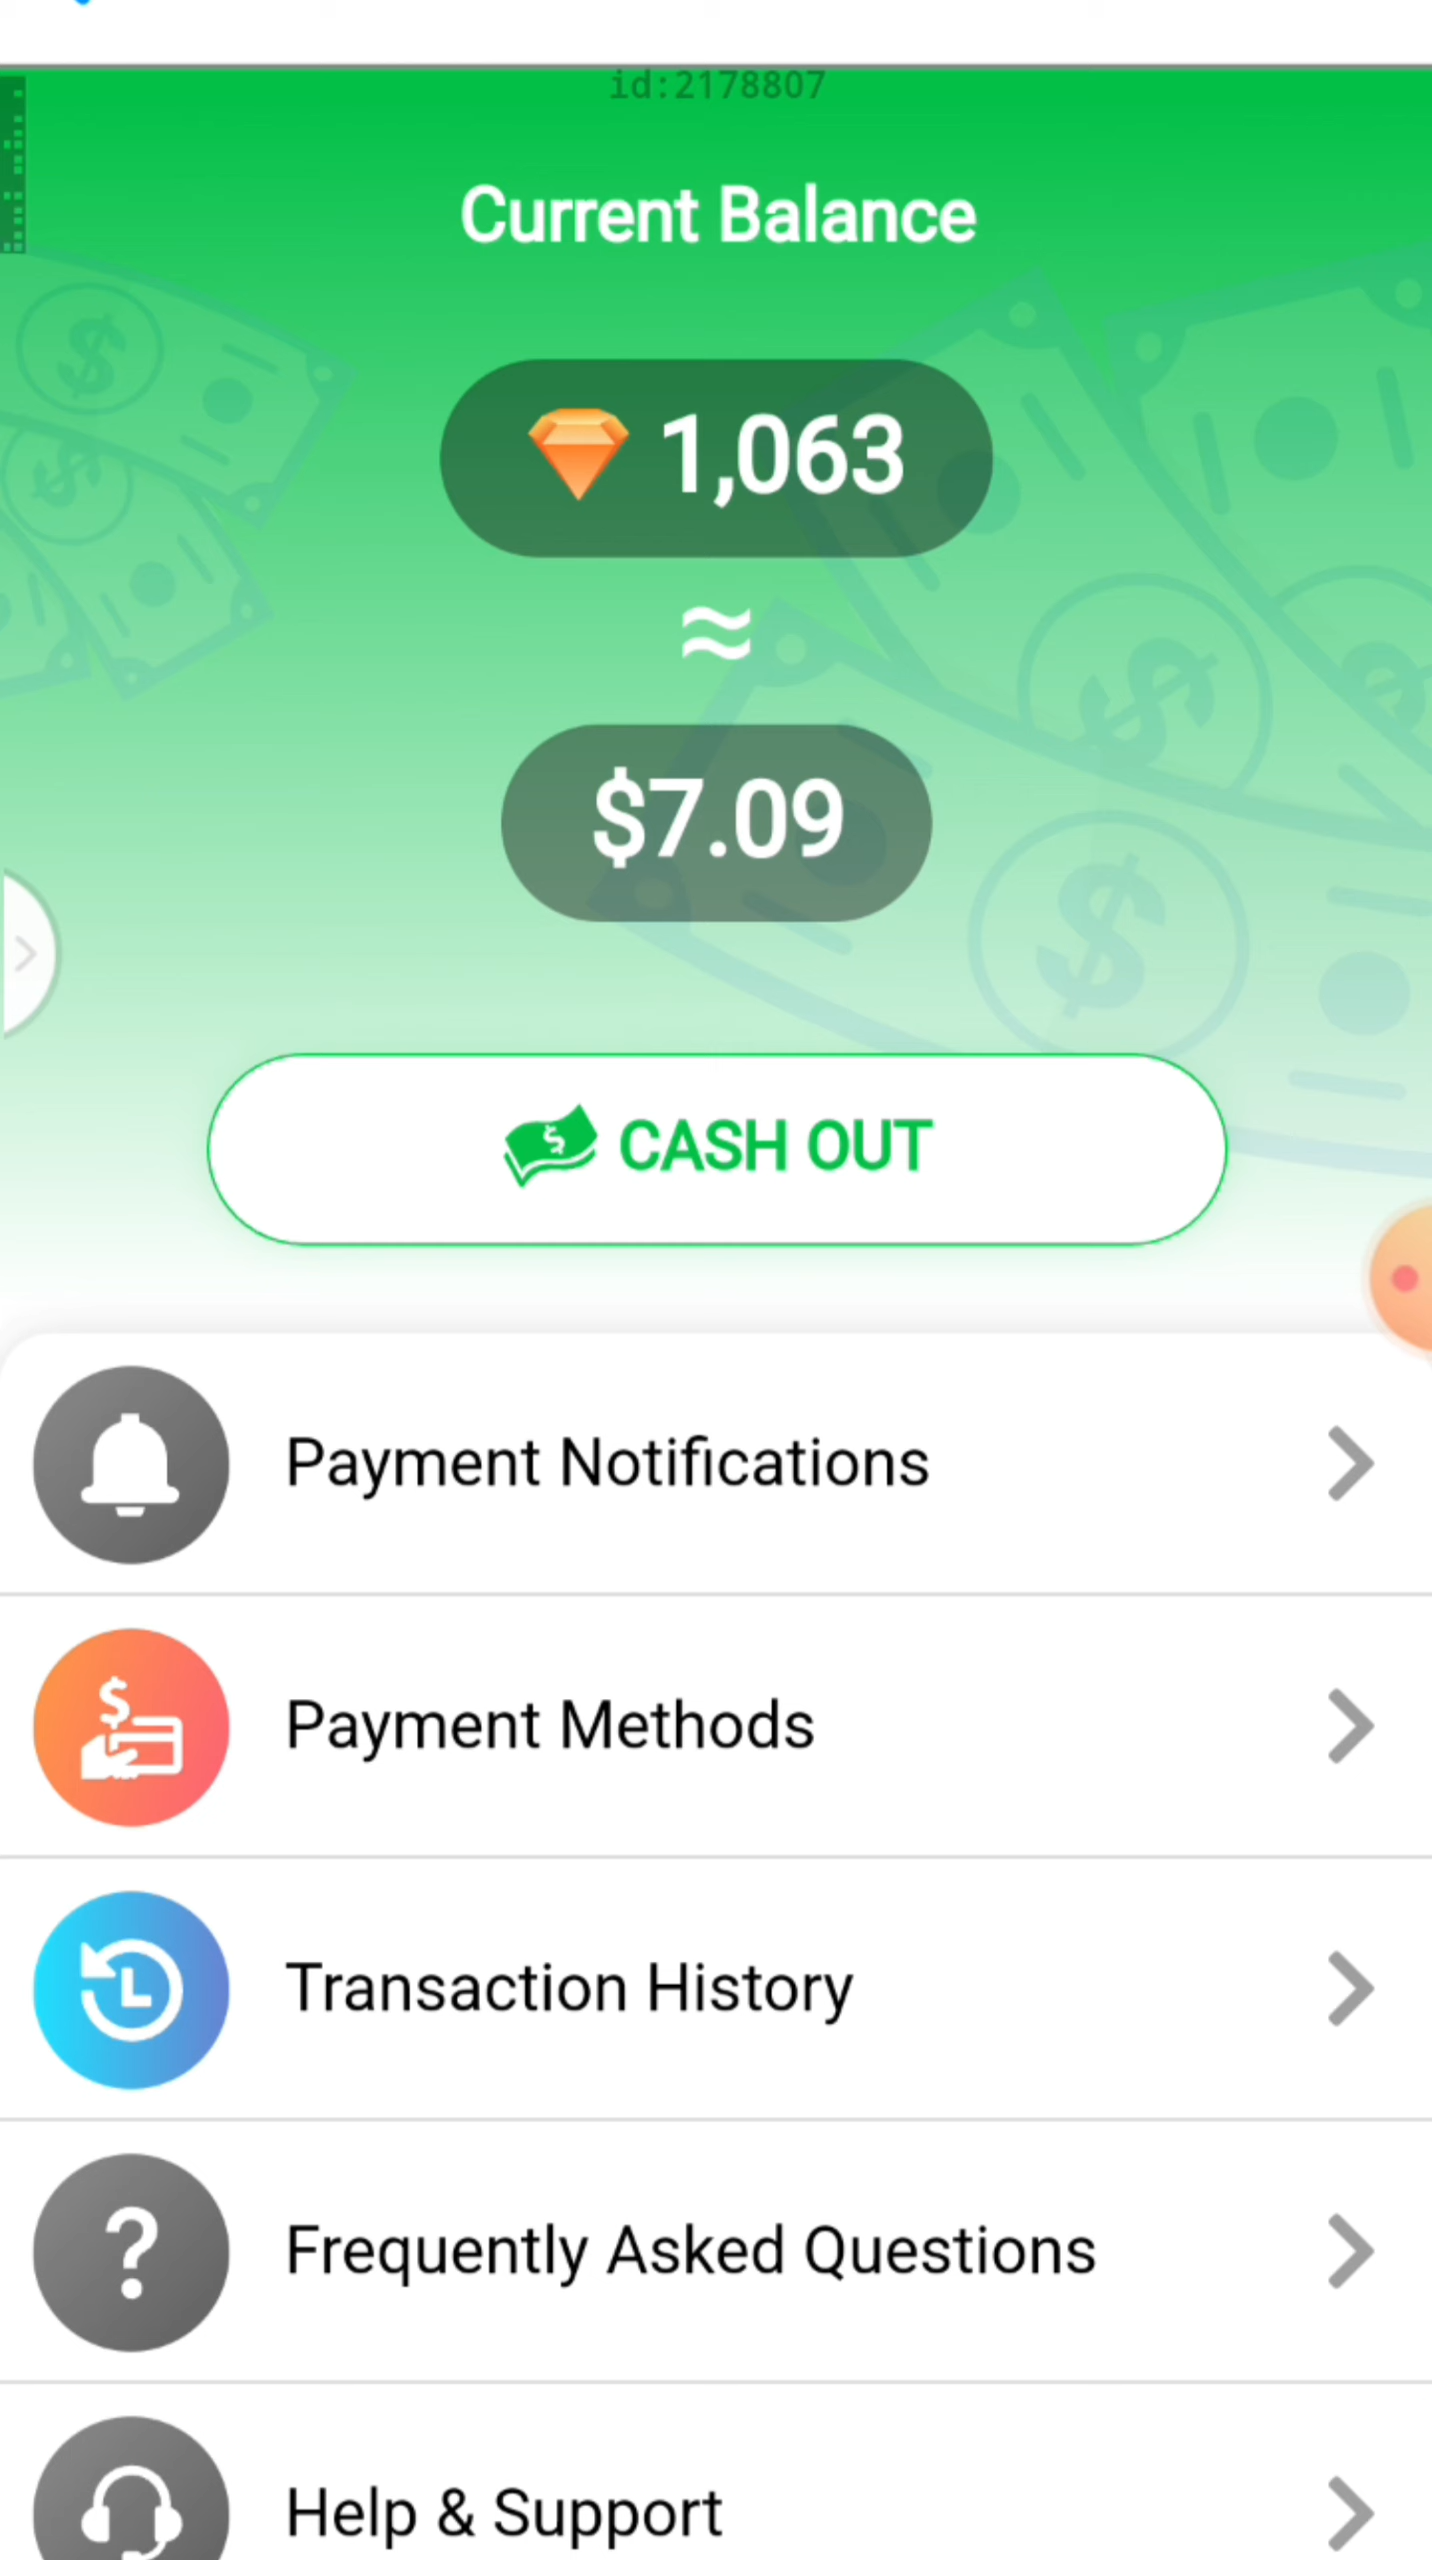 id:2178807
Current Balance
1,063
≈
$7.09
CASH OUT
Payment Notifications
Payment Methods
Transaction History
Frequently Asked Questions
Help & Support